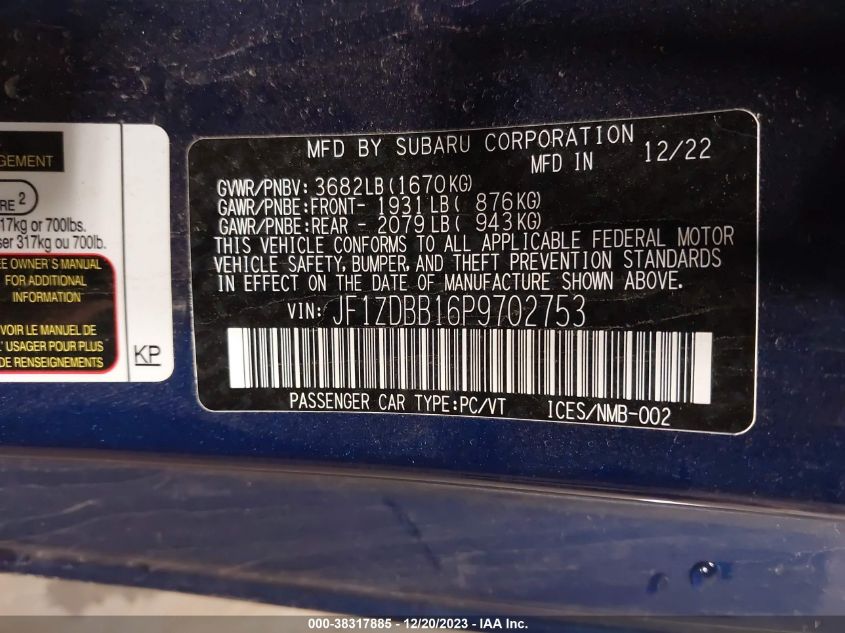 GEMENT
RE 2
17kg or 700lbs.
ser 317kg ou 700lb.
EE OWNER'S MANUAL
FOR ADDITIONAL
INFORMATION
VOIR LE MANUEL DE
L' USAGER POUR PLUS
DE RENSEIGNEMENTS
KP
MFD BY SUBARU CORPORATION
MFD IN 12/22
GVWR/PNBV: 3682LB(1670KG)
GAWR/PNBE:FRONT- 1931LB( 876KG)
GAWR/PNBE:REAR - 2079LB( 943KG)
THIS VEHICLE CONFORMS TO ALL APPLICABLE FEDERAL MOTOR
VEHICLE SAFETY, BUMPER, AND THEFT PREVENTION STANDARDS
IN EFFECT ON THE DATE OF MANUFACTURE SHOWN ABOVE.
VIN: JF1ZDBB16P9702753
PASSENGER CAR TYPE:PC/VT ICES/NMB-002
000-38317885 - 12/20/2023 - IAA Inc.